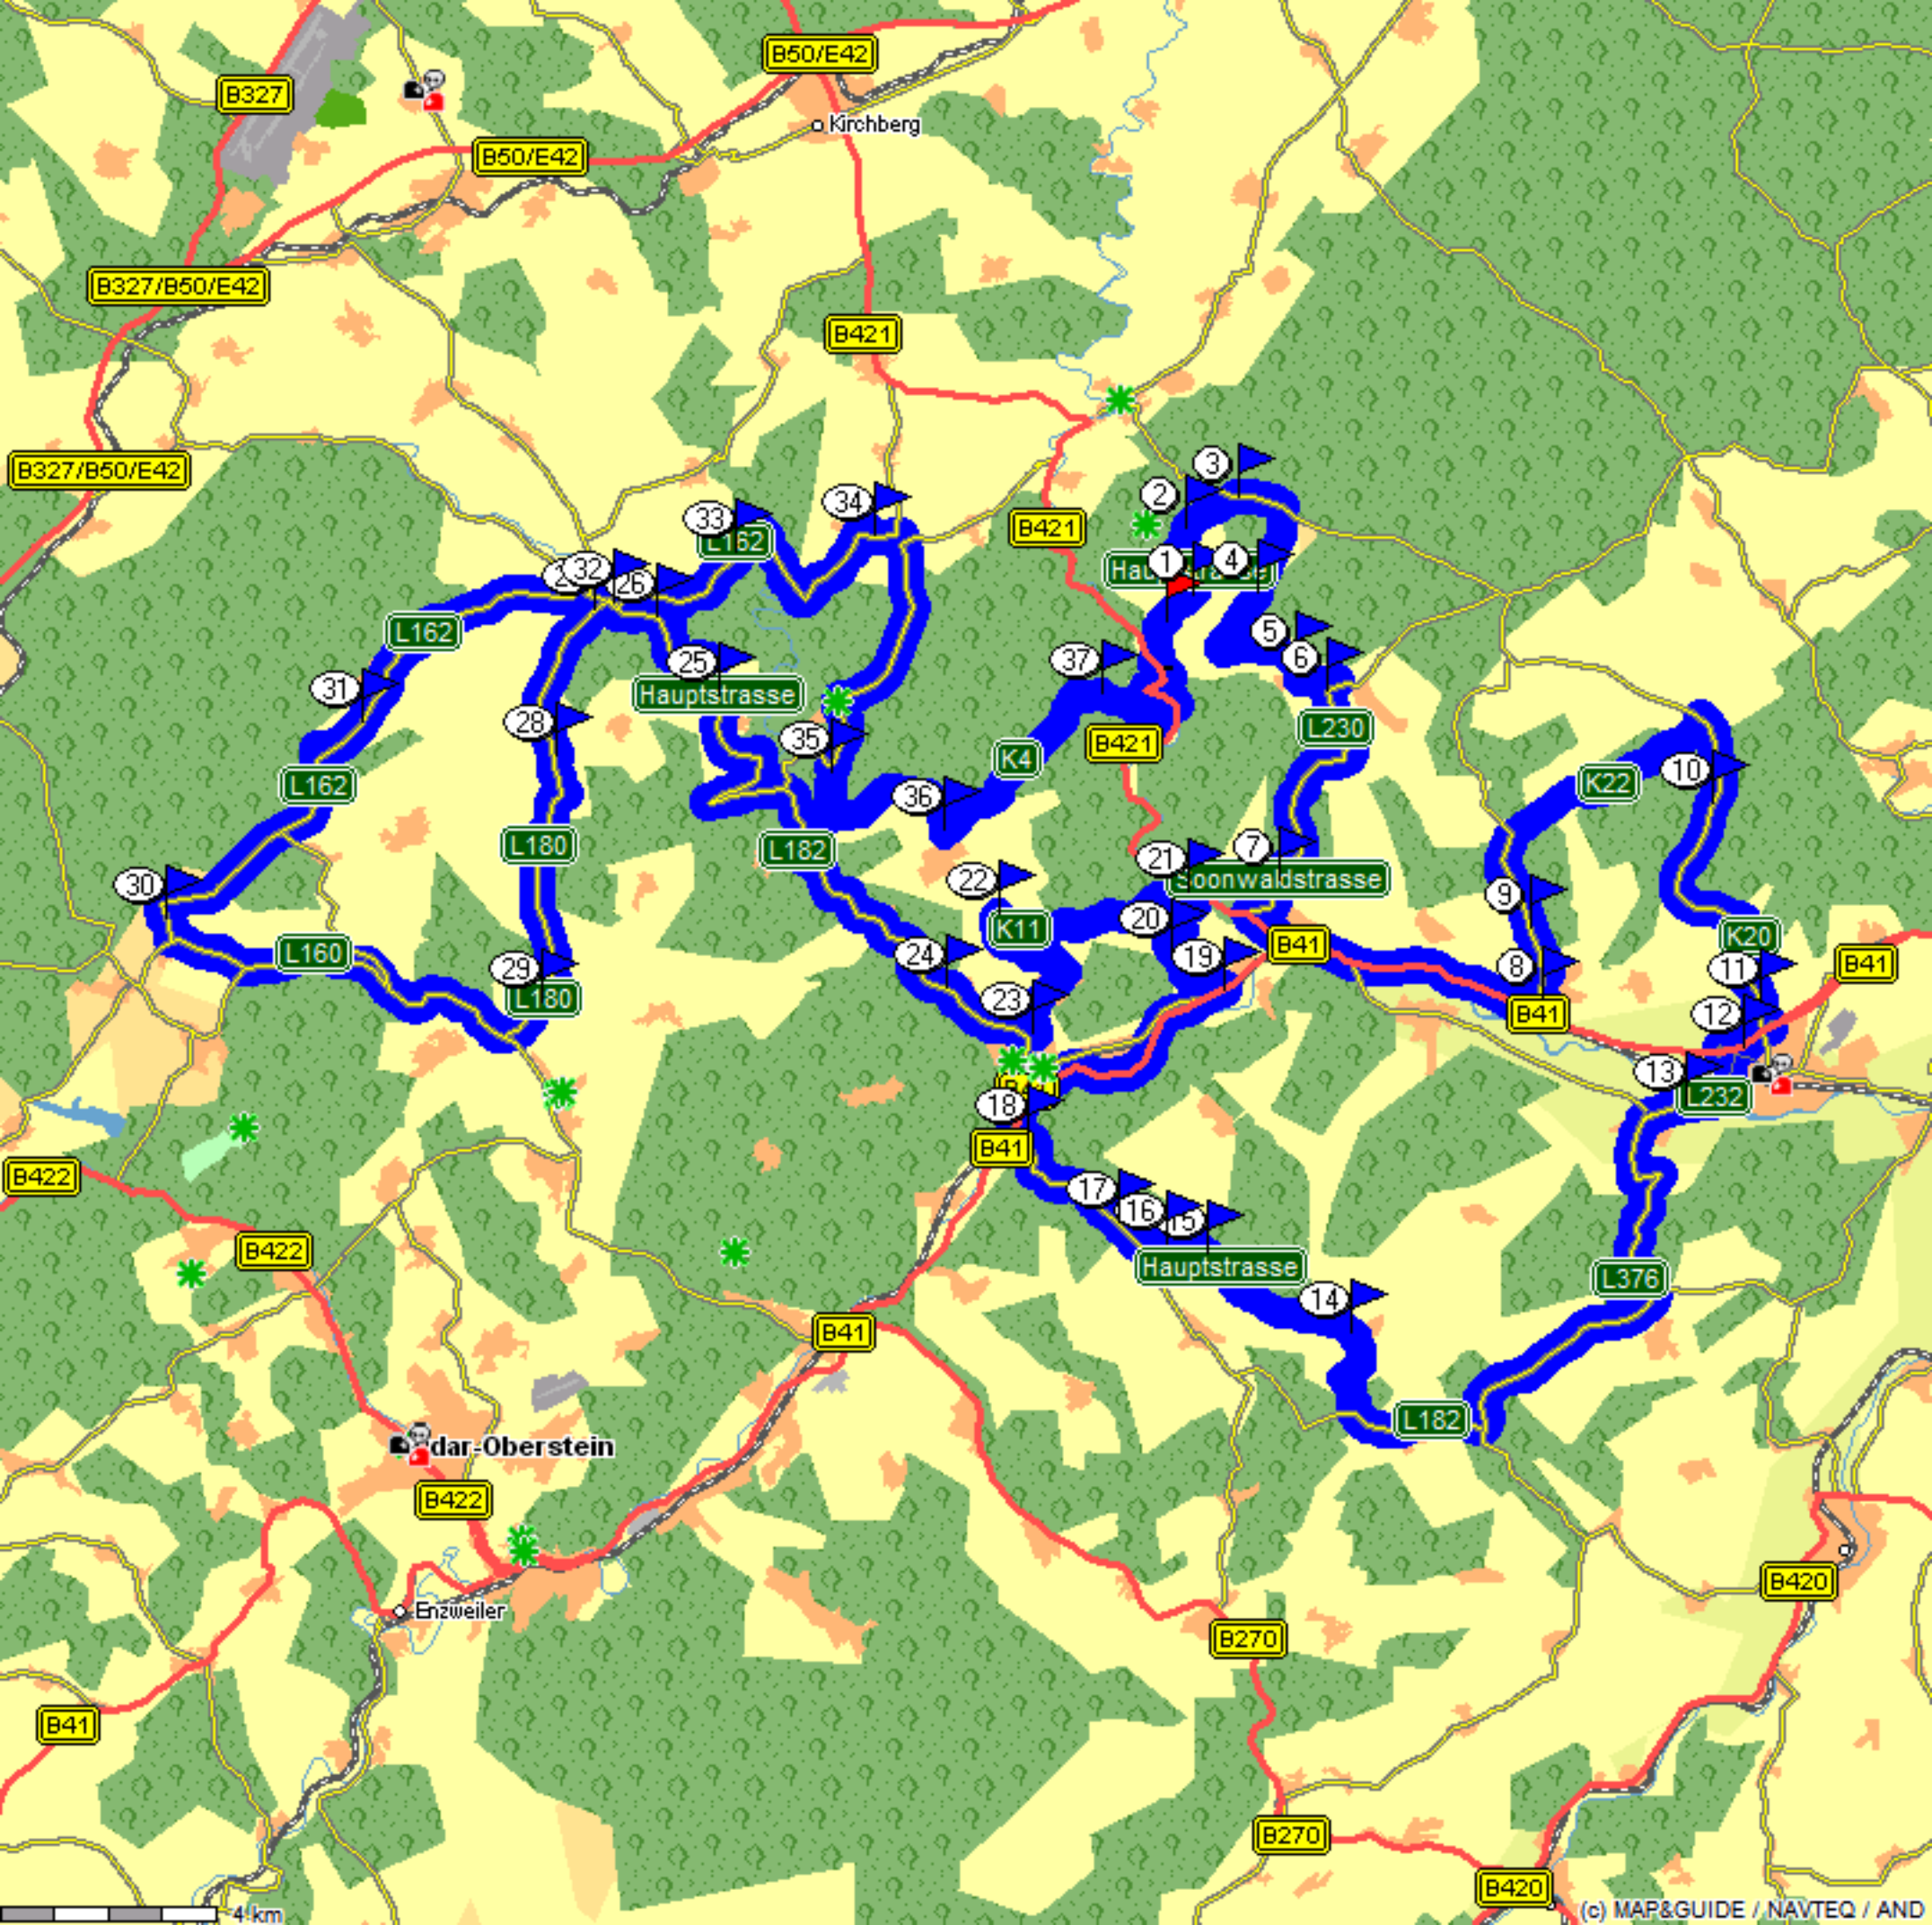 B50/E42
B327
Kirchberg
B50/E42
B327/B50/E42
B421
3
B327/B50/E42
2
34
33
B421
L162
1
4
32
26
L162
5
6
37
25
31
Hauptstrasse
28
L230
35
B421
K4
10
L162
K22
36
L180
7
L182
21
22
Soonwaldstrasse
30
9
20
K11
K20
B41
L160
24
19
B41
29
8
11
L180
23
B41
12
13
L232
18
B41
B422
17
16
15
B422
Hauptstrasse
L376
14
B41
L182
dar-Oberstein
B422
B420
Enzweiler
B270
B41
B270
B420
4 km
(c) MAP&GUIDE / NAVTEQ / AND